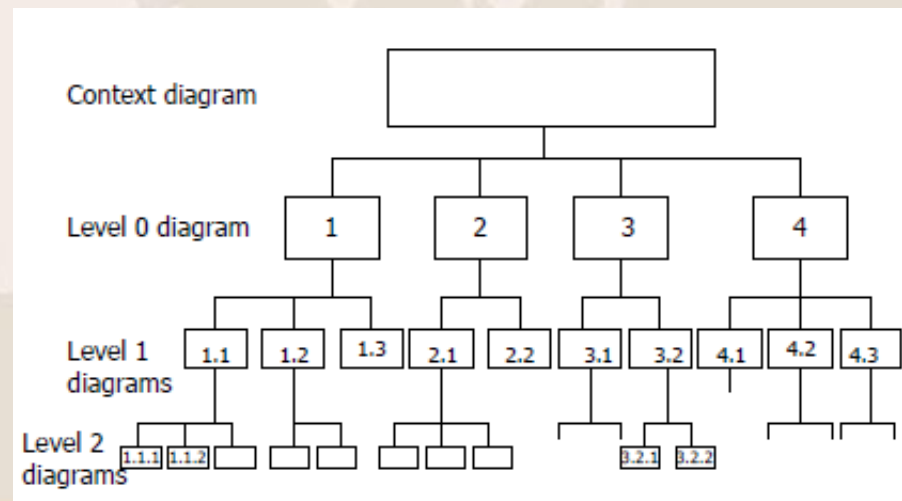 Context diagram
Level 0 diagram
1 2 3 4
Level 1
diagrams
1.1 1.2 1.3 2.1 2.2 3.1 3.2 4.1 4.2 4.3
Level 2
diagrams
1.1.1 1.1.2 3.2.1 3.2.2